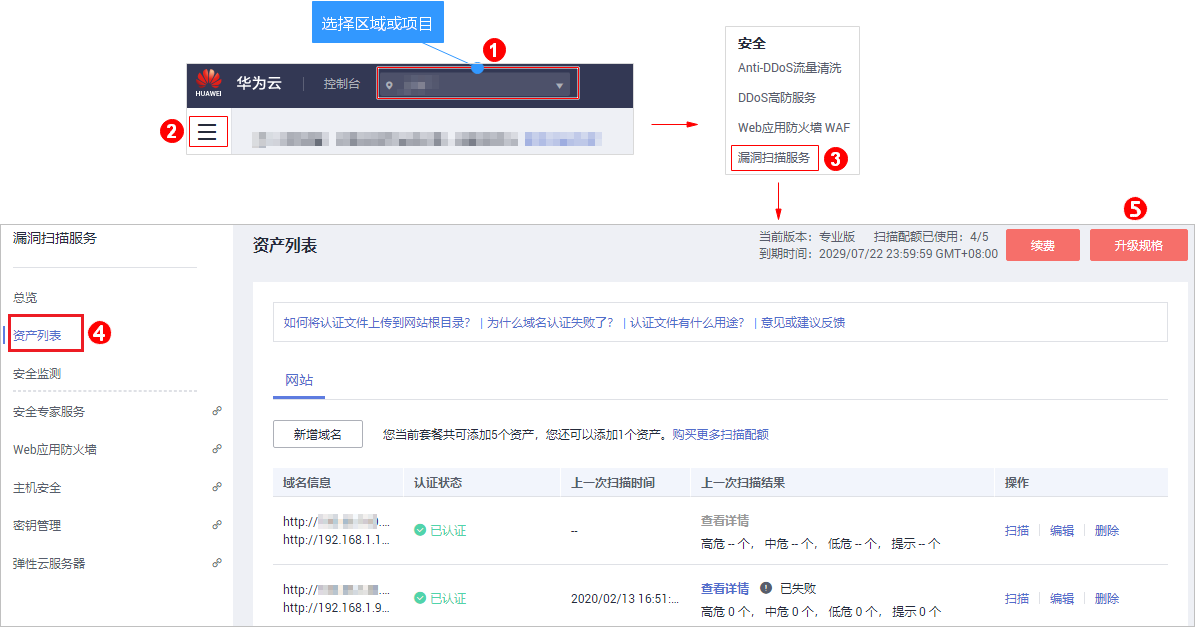 选择区域或项目
1
HUAWEI 华为云 控制台
2
安全
Anti-DDoS流量清洗
DDoS高防服务
Web应用防火墙 WAF
漏洞扫描服务 3
5
漏洞扫描服务
总览
资产列表 4
安全监测
安全专家服务
Web应用防火墙
主机安全
密钥管理
弹性云服务器
资产列表
当前版本： 专业版 扫描配额已使用： 4/5
到期时间： 2029/07/22 23:59:59 GMT+08:00
续费 升级规格
如何将认证文件上传到网站根目录？ | 为什么域名认证失败了？ | 认证文件有什么用途？ | 意见或建议反馈
网站
新增域名 您当前套餐共可添加5个资产，您还可以添加1个资产。购买更多扫描配额
域名信息 认证状态 上一次扫描时间 上一次扫描结果 操作
http:// ...
http://192.168.1.1...
已认证
--
查看详情
高危 -- 个， 中危 -- 个， 低危 -- 个， 提示 -- 个
扫描 编辑 删除
http:// ...
http://192.168.1.9...
已认证
2020/02/13 16:51:...
查看详情 已失败
高危 0 个， 中危 0 个， 低危 0 个， 提示 0 个
扫描 编辑 删除